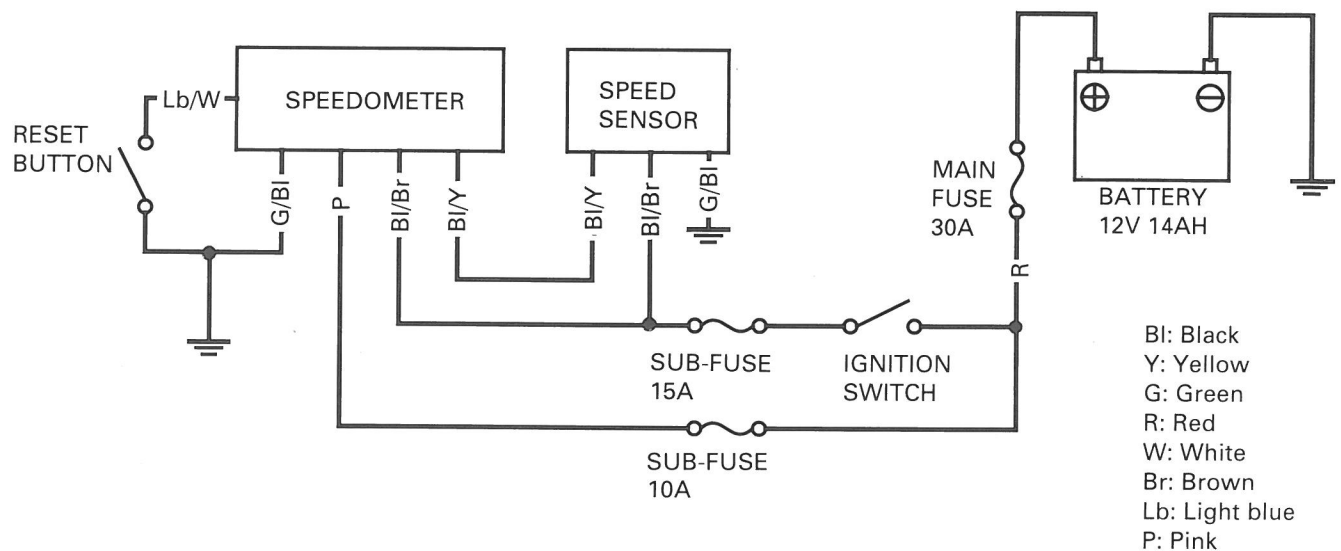 Lb/W
SPEEDOMETER
SPEED
SENSOR
RESET
BUTTON
G/Bl
P
Bl/Br
Bl/Y
Bl/Y
Bl/Br
G/Bl
MAIN
FUSE
30A
BATTERY
12V 14AH
R
SUB-FUSE
15A
IGNITION
SWITCH
SUB-FUSE
10A
Bl: Black
Y: Yellow
G: Green
R: Red
W: White
Br: Brown
Lb: Light blue
P: Pink